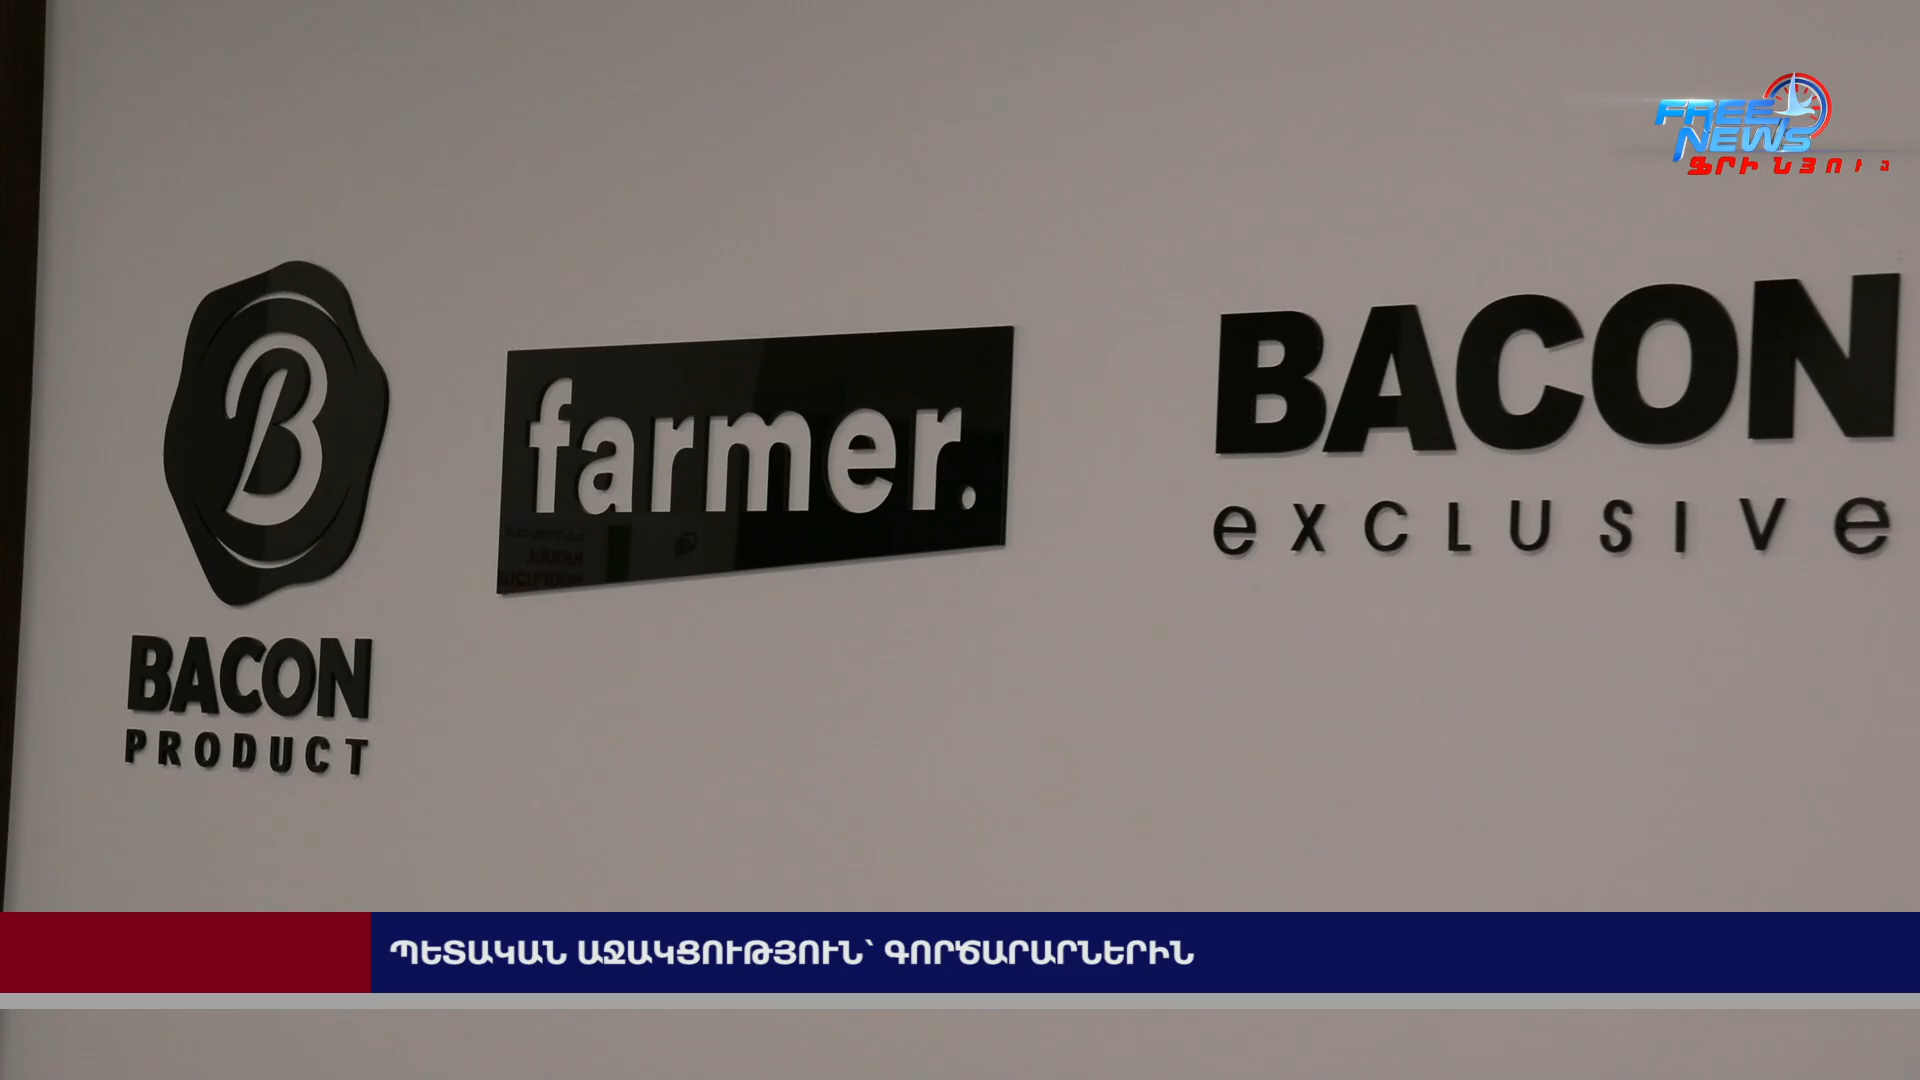 FREE
NEWS
ՖՐԻ ՆՅՈՒԶ
B
BACON
PRODUCT
farmer.
BACON
EXCLUSIVE
ՊԵՏԱԿԱՆ ԱՋԱԿՑՈՒԹՅՈՒՆ՝ ԳՈՐԾԱՐԱՐՆԵՐԻՆ